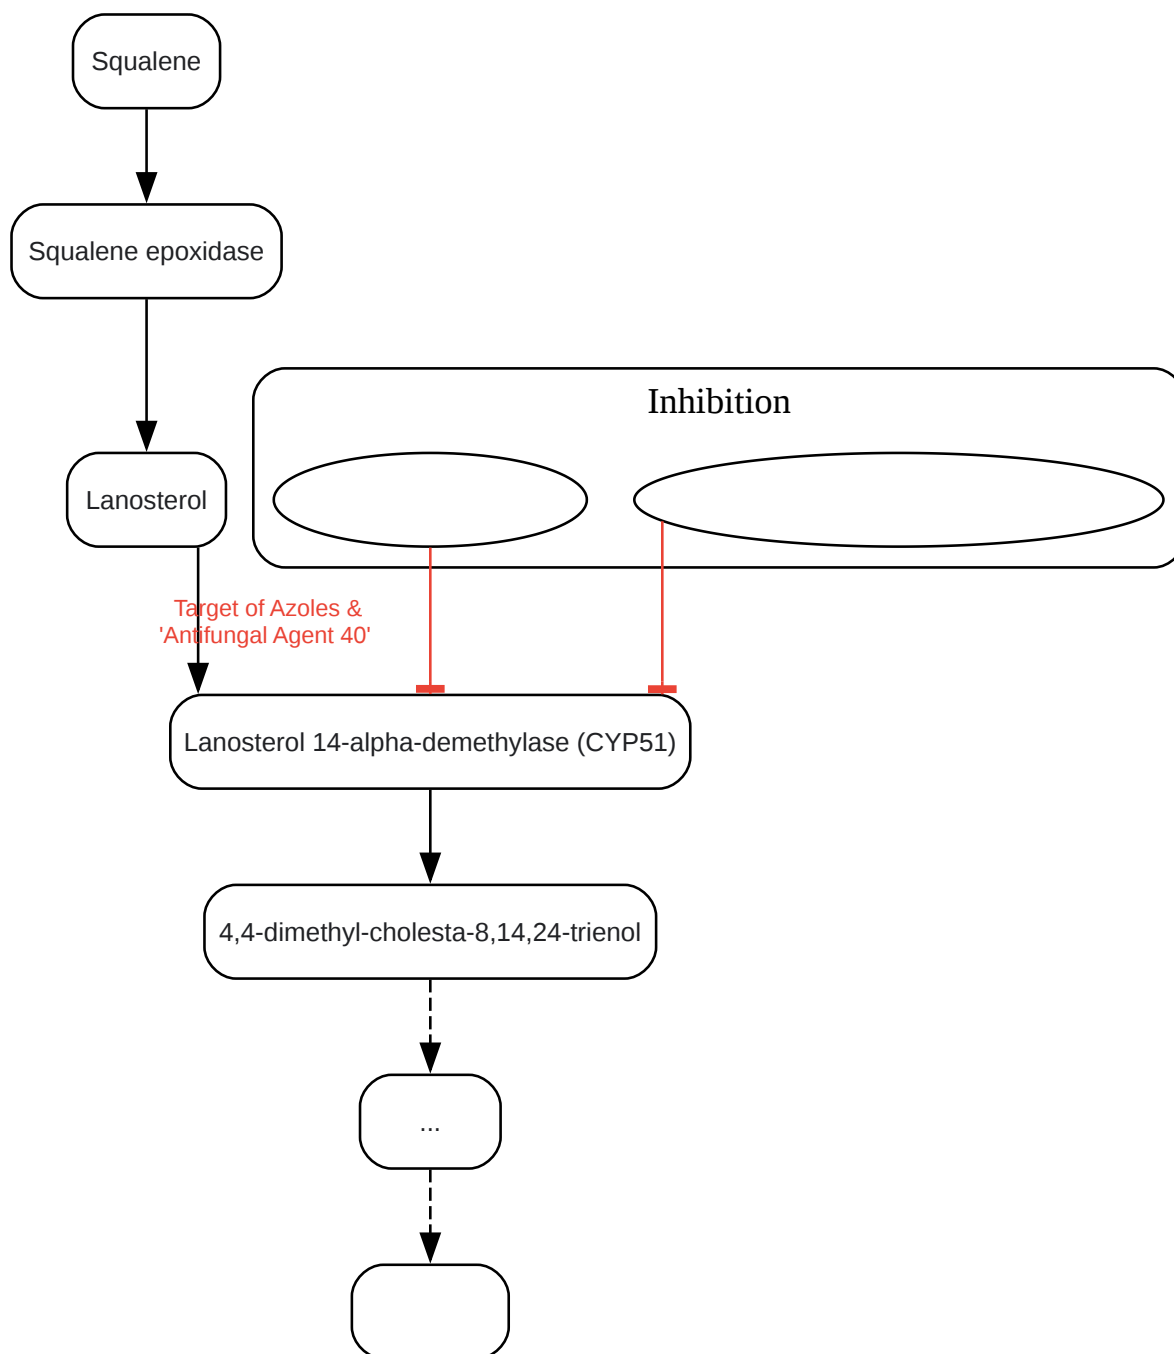 Squalene
Squalene epoxidase
Inhibition
Lanosterol
Target of Azoles &
'Antifungal Agent 40'
Lanosterol 14-alpha-demethylase (CYP51)
4,4-dimethyl-cholesta-8,14,24-trienol
...